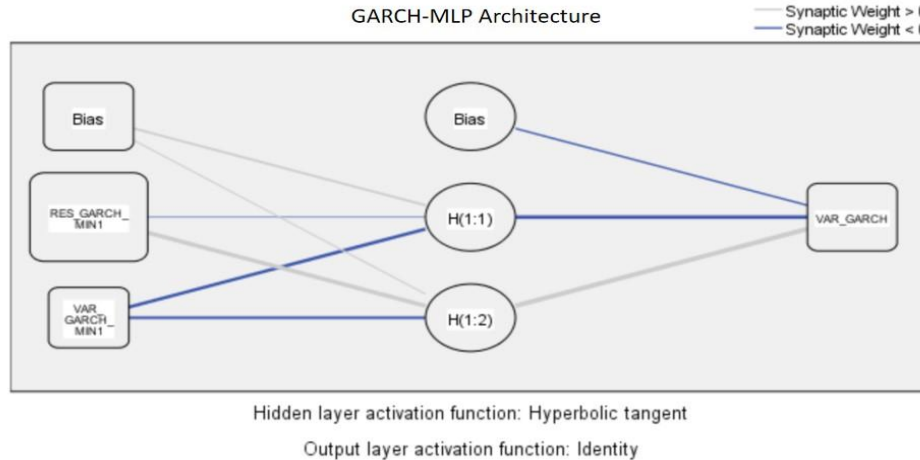 GARCH-MLP Architecture
Synaptic Weight >
Synaptic Weight <
Bias
Bias
RES_GARCH_
MIN1
H(1:1)
VAR_GARCH
VAR_
GARCH_
MIN1
H(1:2)
Hidden layer activation function: Hyperbolic tangent
Output layer activation function: Identity